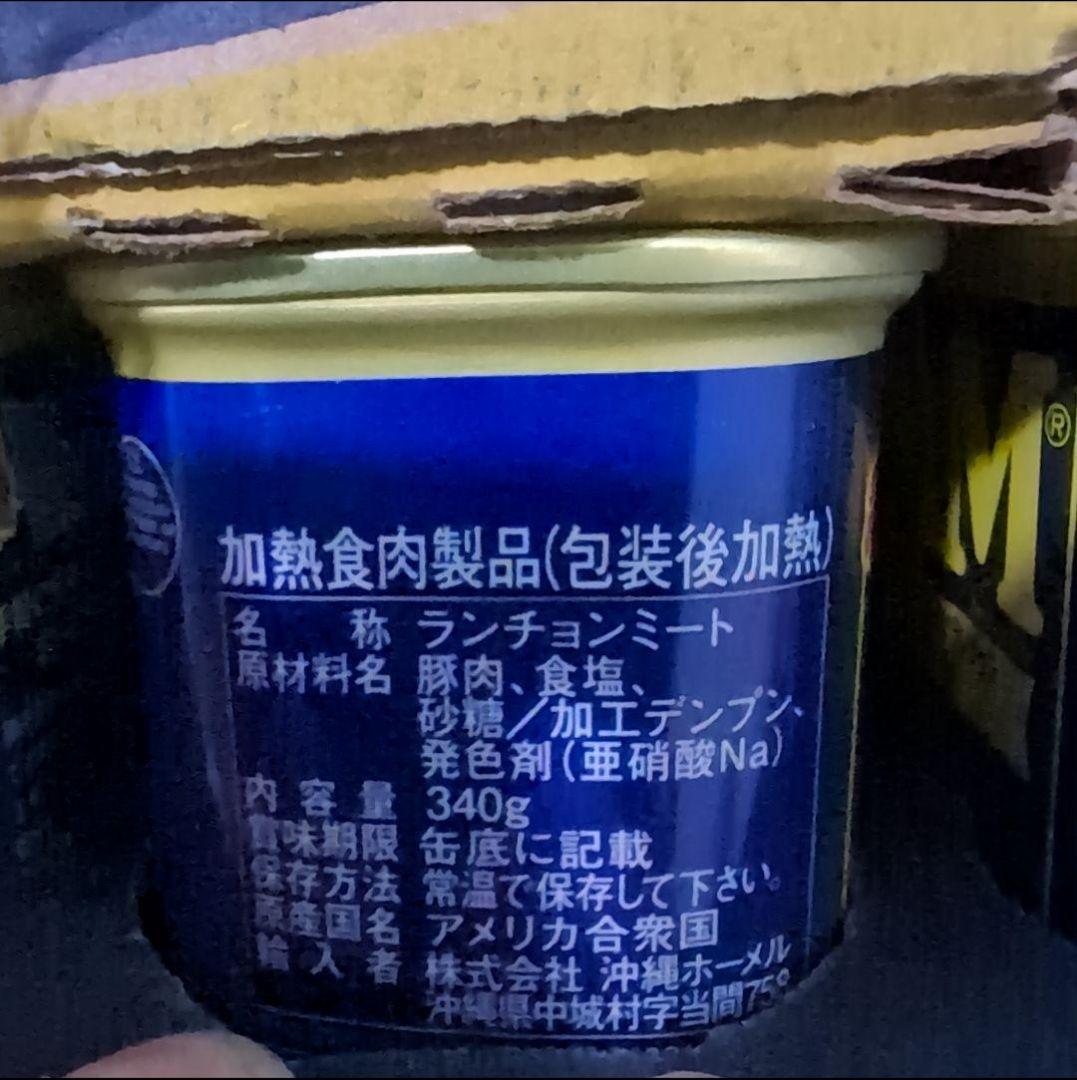 加熱食肉製品(包装後加熱)
名称 ランチョンミート
原材料名 豚肉、食塩、
砂糖/加工デンプン、
発色剤(亜硝酸Na)
内容量 340g
賞味期限 缶底に記載
保存方法 常温で保存して下さい。
原産国名 アメリカ合衆国
輸入者 株式会社 沖縄ホーメル
沖縄県中城村字当間
®